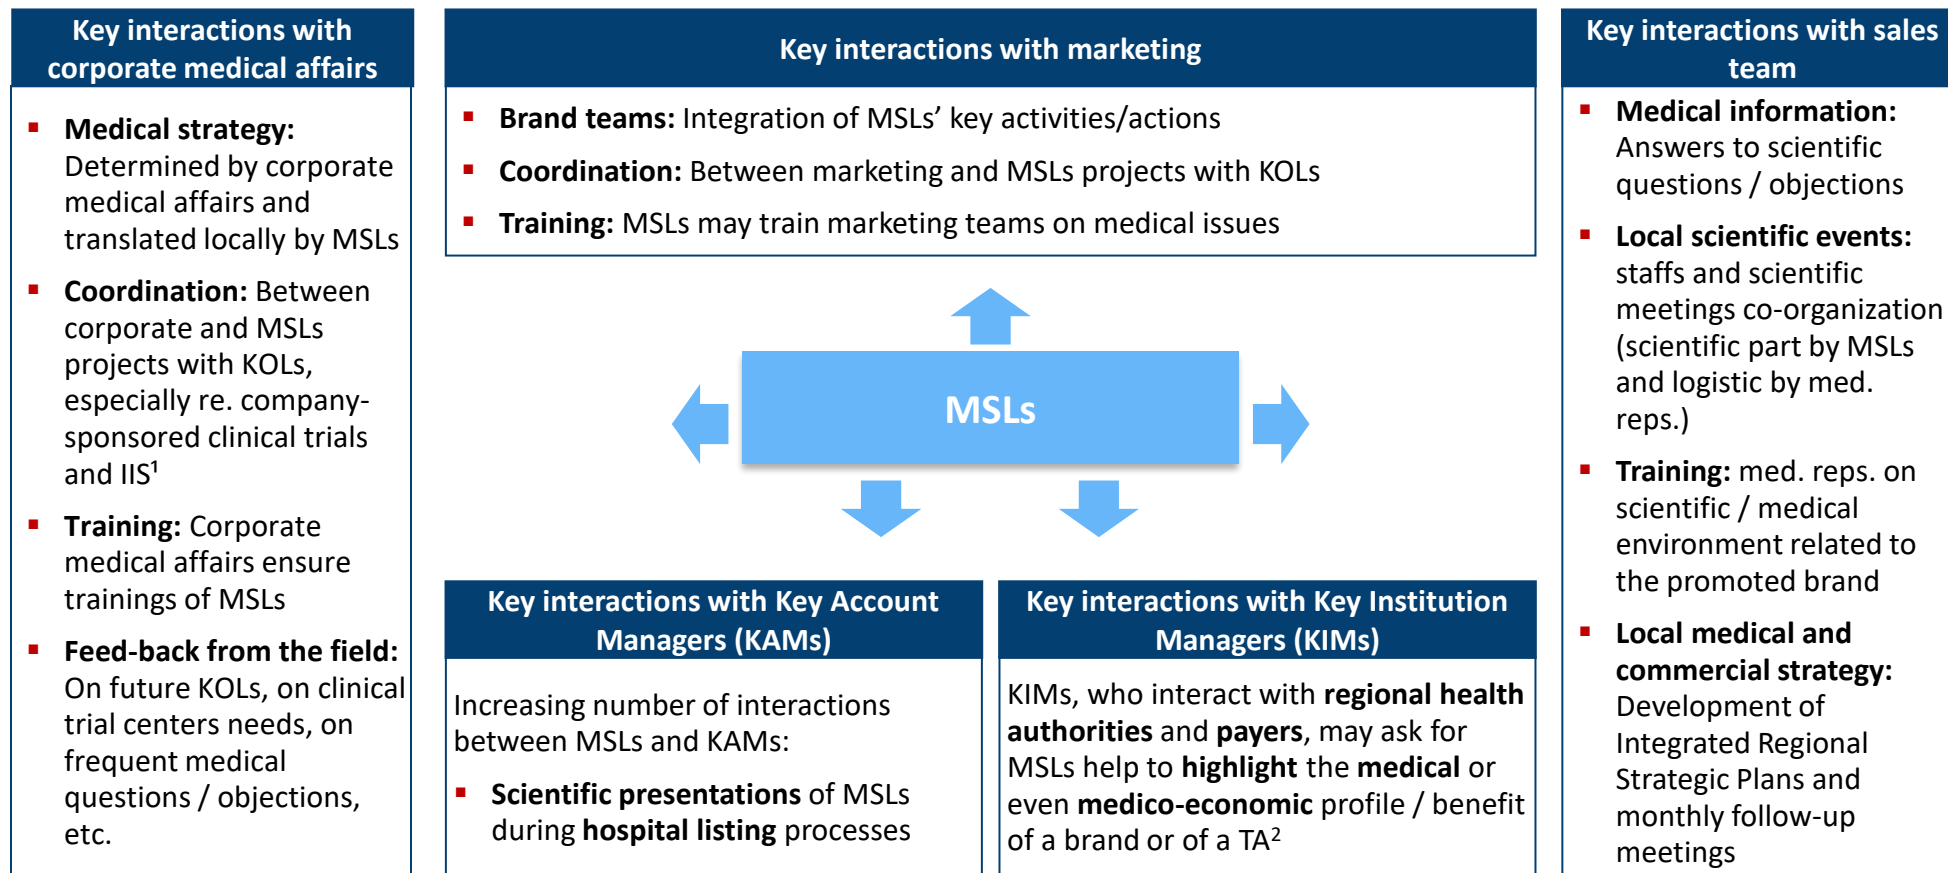 Key interactions with
corporate medical affairs
▪ Medical strategy:
Determined by corporate
medical affairs and
translated locally by MSLs
▪ Coordination: Between
corporate and MSLs
projects with KOLs,
especially re. company-
sponsored clinical trials
and IIS¹
▪ Training: Corporate
medical affairs ensure
trainings of MSLs
▪ Feed-back from the field:
On future KOLs, on clinical
trial centers needs, on
frequent medical
questions / objections,
etc.
Key interactions with marketing
▪ Brand teams: Integration of MSLs’ key activities/actions
▪ Coordination: Between marketing and MSLs projects with KOLs
▪ Training: MSLs may train marketing teams on medical issues
MSLs
Key interactions with Key Account
Managers (KAMs)
Increasing number of interactions
between MSLs and KAMs:
▪ Scientific presentations of MSLs
during hospital listing processes
Key interactions with Key Institution
Managers (KIMs)
KIMs, who interact with regional health
authorities and payers, may ask for
MSLs help to highlight the medical or
even medico-economic profile / benefit
of a brand or of a TA²
Key interactions with sales
team
▪ Medical information:
Answers to scientific
questions / objections
▪ Local scientific events:
staffs and scientific
meetings co-organization
(scientific part by MSLs
and logistic by med.
reps.)
▪ Training: med. reps. on
scientific / medical
environment related to
the promoted brand
▪ Local medical and
commercial strategy:
Development of
Integrated Regional
Strategic Plans and
monthly follow-up
meetings